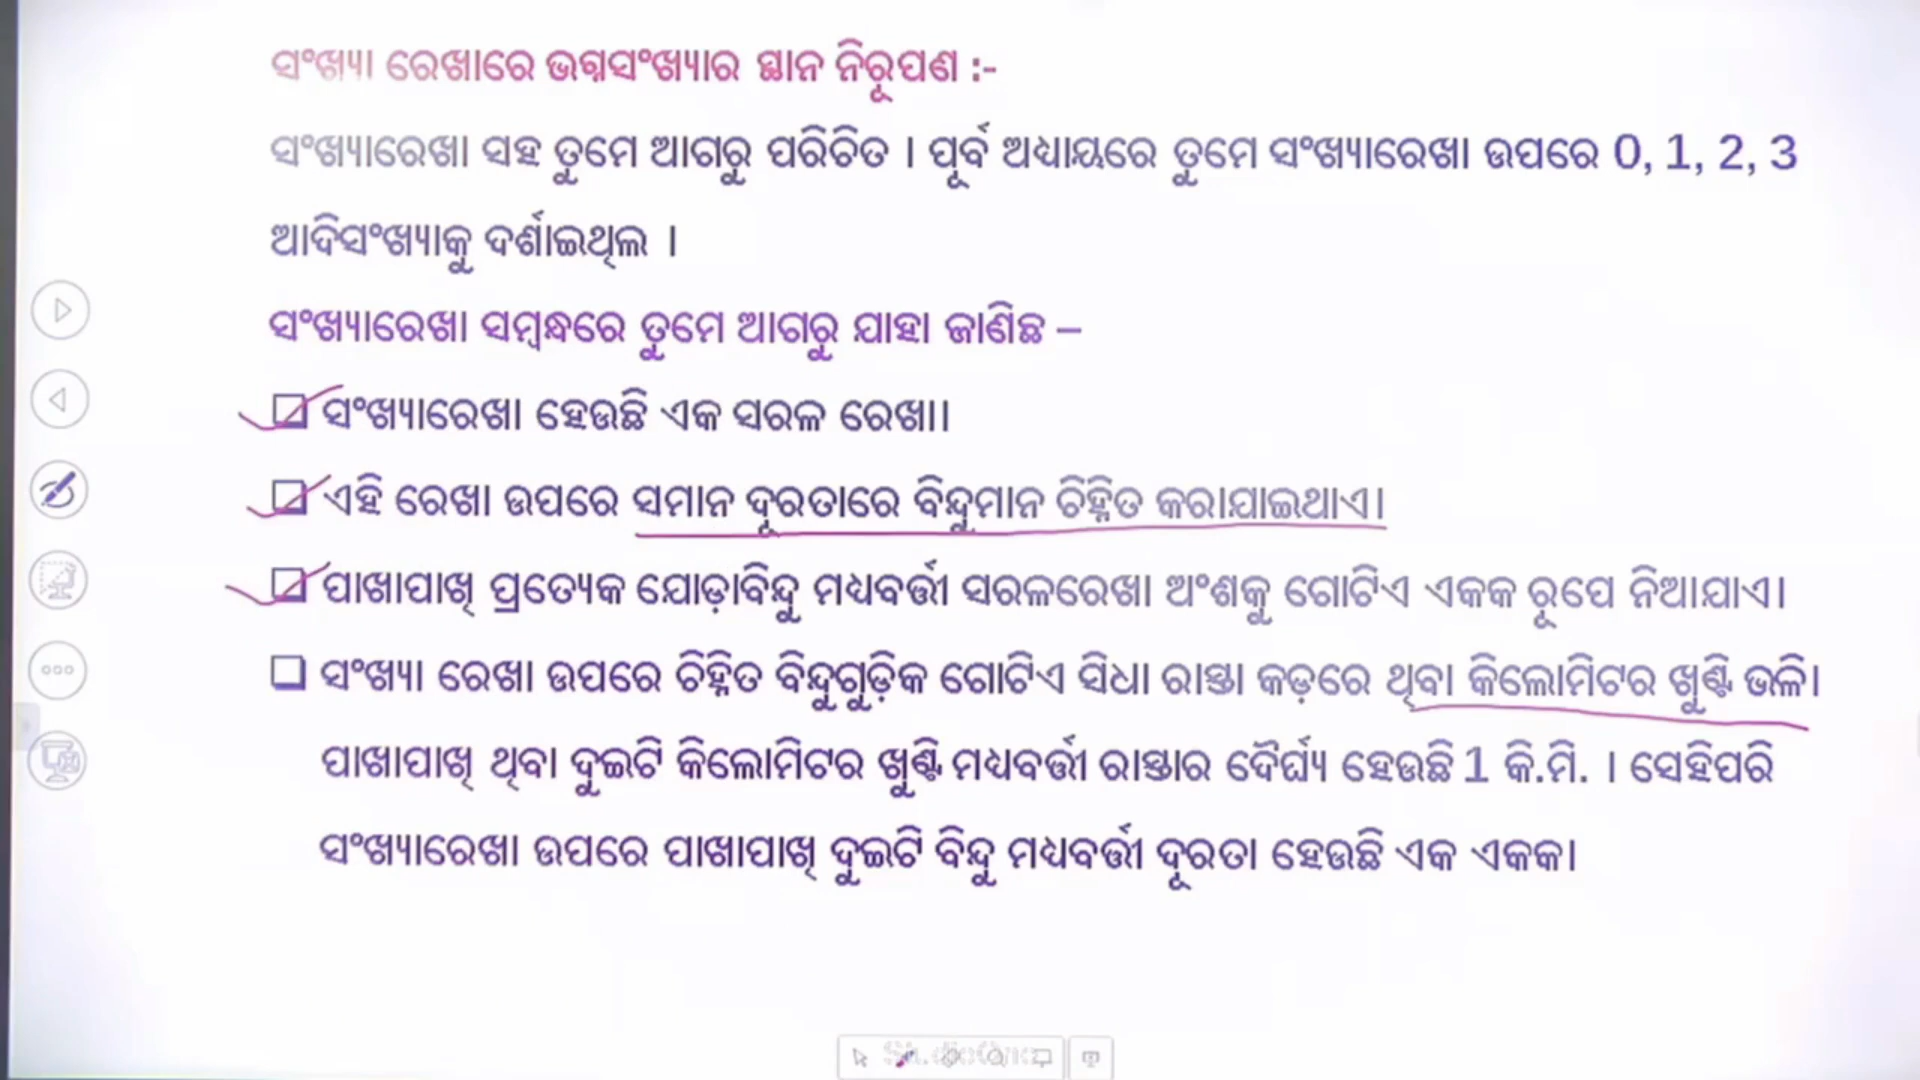 ସଂଖ୍ୟା ରେଖାରେ ଭଗ୍ନସଂଖ୍ୟାର ସ୍ଥାନ ନିରୂପଣ :-
ସଂଖ୍ୟାରେଖା ସହ ତୁମେ ଆଗରୁ ପରିଚିତ । ପୂର୍ବ ଅଧ୍ୟାୟରେ ତୁମେ ସଂଖ୍ୟାରେଖା ଉପରେ 0, 1, 2, 3
ଆଦିସଂଖ୍ୟାକୁ ଦର୍ଶାଇଥିଲ ।
ସଂଖ୍ୟାରେଖା ସମ୍ବନ୍ଧରେ ତୁମେ ଆଗରୁ ଯାହା ଜାଣିଛ –
ସଂଖ୍ୟାରେଖା ହେଉଛି ଏକ ସରଳ ରେଖା।
ଏହି ରେଖା ଉପରେ ସମାନ ଦୂରତାରେ ବିନ୍ଦୁମାନ ଚିହ୍ନିତ କରାଯାଇଥାଏ।
ପାଖାପାଖି ପ୍ରତ୍ୟେକ ଯୋଡ଼ାବିନ୍ଦୁ ମଧ୍ୟବର୍ତ୍ତୀ ସରଳରେଖା ଅଂଶକୁ ଗୋଟିଏ ଏକକ ରୂପେ ନିଆଯାଏ।
ସଂଖ୍ୟା ରେଖା ଉପରେ ଚିହ୍ନିତ ବିନ୍ଦୁଗୁଡ଼ିକ ଗୋଟିଏ ସିଧା ରାସ୍ତା କଡ଼ରେ ଥିବା କିଲୋମିଟର ଖୁଣ୍ଟି ଭଳି।
ପାଖାପାଖି ଥିବା ଦୁଇଟି କିଲୋମିଟର ଖୁଣ୍ଟି ମଧ୍ୟବର୍ତ୍ତୀ ରାସ୍ତାର ଦୈର୍ଘ୍ୟ ହେଉଛି 1 କି.ମି. । ସେହିପରି
ସଂଖ୍ୟାରେଖା ଉପରେ ପାଖାପାଖି ଦୁଇଟି ବିନ୍ଦୁ ମଧ୍ୟବର୍ତ୍ତୀ ଦୂରତା ହେଉଛି ଏକ ଏକକ।